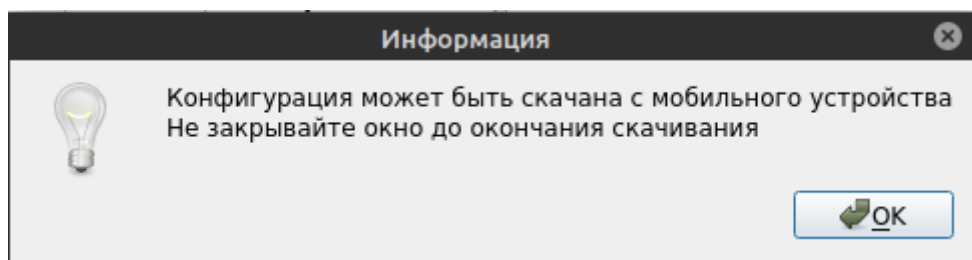 Информация
Конфигурация может быть скачана с мобильного устройства
Не закрывайте окно до окончания скачивания
OK